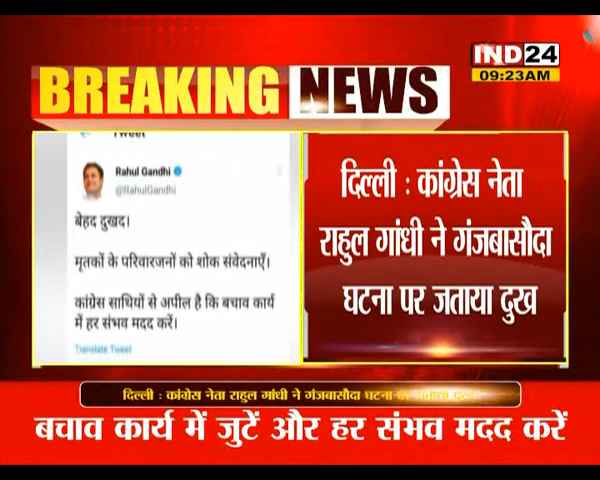 IND24
09:23AM
BREAKING NEWS
Tweet
Rahul Gandhi
@RahulGandhi
बेहद दुखद।
मृतकों के परिवारजनों को शोक संवेदनाएँ।
कांग्रेस साथियों से अपील है कि बचाव कार्य
में हर संभव मदद करें।
Translate Tweet
दिल्ली : कांग्रेस नेता
राहुल गांधी ने गंजबासौदा
घटना पर जताया दुख
दिल्ली : कांग्रेस नेता राहुल गांधी ने गंजबासौदा घटना पर
बचाव कार्य में जुटें और हर संभव मदद करें